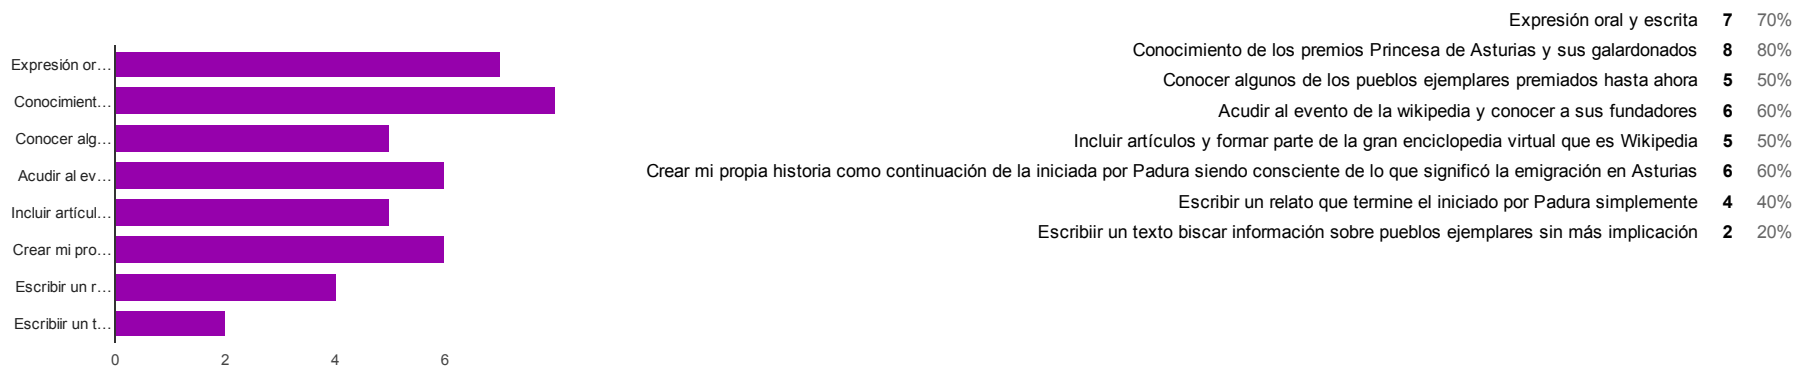 Expresión or…
Conocimient…
Conocer alg…
Acudir al ev…
Incluir artícul…
Crear mi pro…
Escribir un r…
Escribiir un t…
0 2 4 6
Expresión oral y escrita 7 70%
Conocimiento de los premios Princesa de Asturias y sus galardonados 8 80%
Conocer algunos de los pueblos ejemplares premiados hasta ahora 5 50%
Acudir al evento de la wikipedia y conocer a sus fundadores 6 60%
Incluir artículos y formar parte de la gran enciclopedia virtual que es Wikipedia 5 50%
Crear mi propia historia como continuación de la iniciada por Padura siendo consciente de lo que significó la emigración en Asturias 6 60%
Escribir un relato que termine el iniciado por Padura simplemente 4 40%
Escribiir un texto biscar información sobre pueblos ejemplares sin más implicación 2 20%